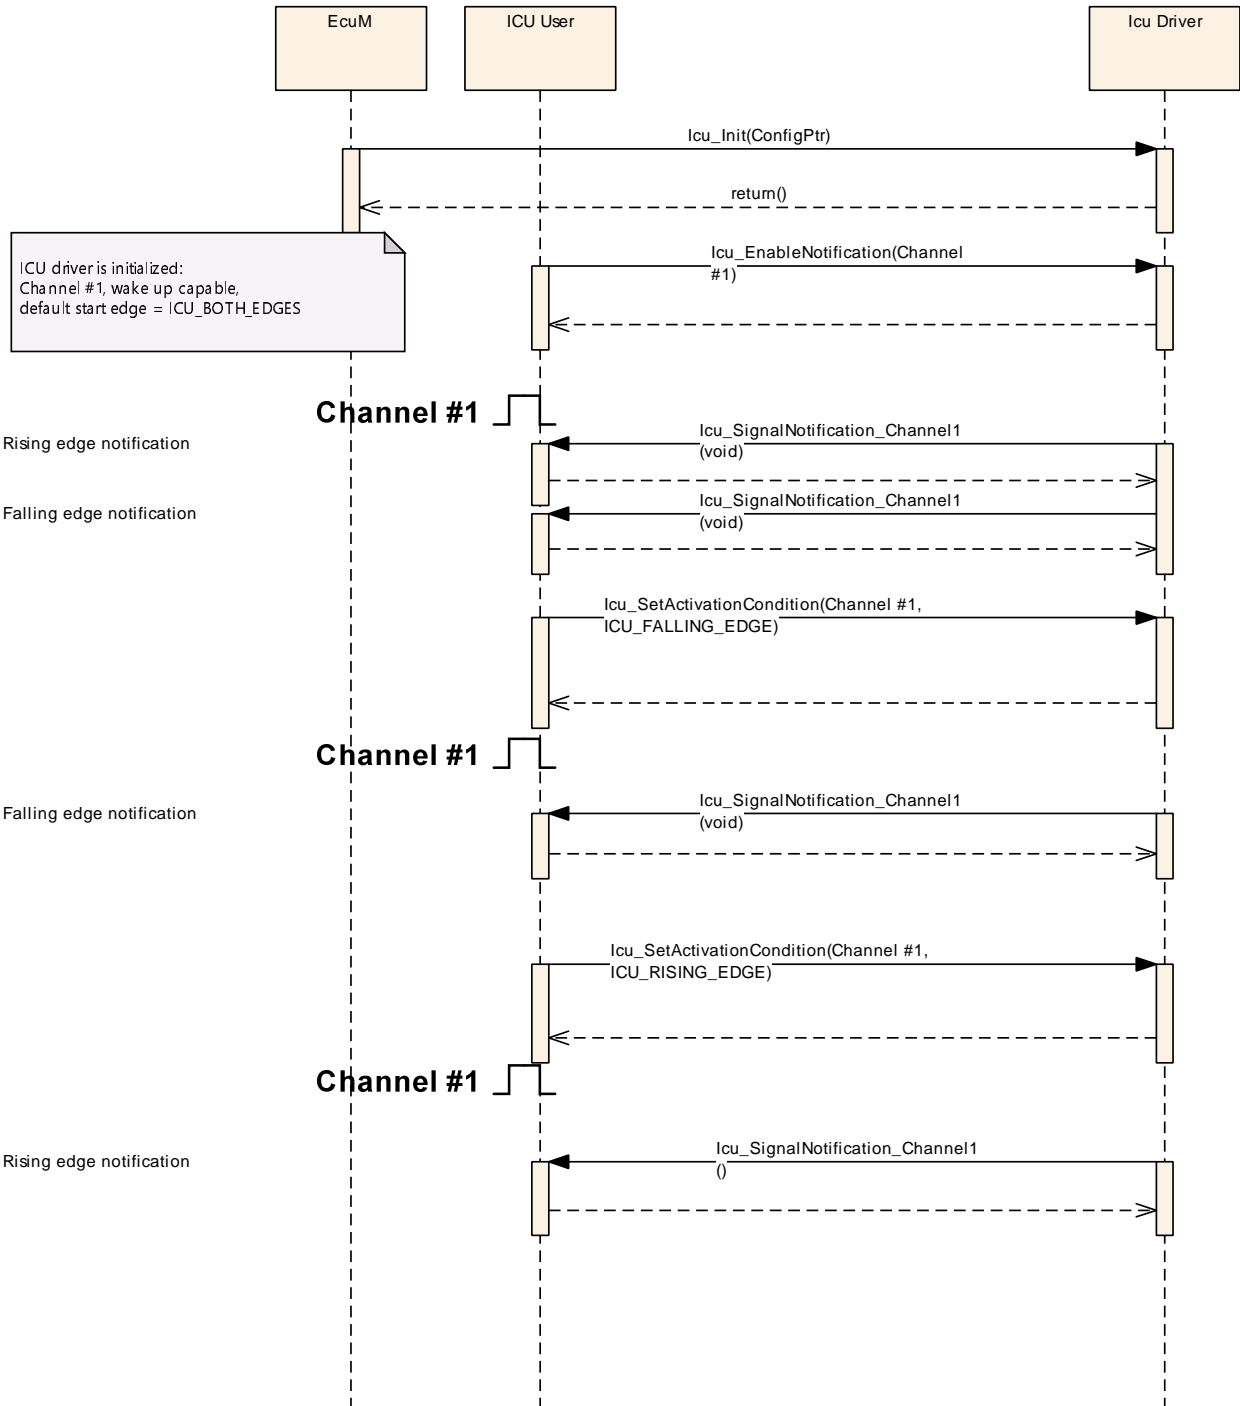 EcuM
ICU User
Icu Driver
Icu_Init(ConfigPtr)
return()
ICU driver is initialized:
Channel #1, wake up capable,
default start edge = ICU_BOTH_EDGES
Icu_EnableNotification(Channel
#1)
Channel #1
Rising edge notification
Icu_SignalNotification_Channel1
(void)
Falling edge notification
Icu_SignalNotification_Channel1
(void)
Icu_SetActivationCondition(Channel #1,
ICU_FALLING_EDGE)
Channel #1
Falling edge notification
Icu_SignalNotification_Channel1
(void)
Icu_SetActivationCondition(Channel #1,
ICU_RISING_EDGE)
Channel #1
Rising edge notification
Icu_SignalNotification_Channel1
()